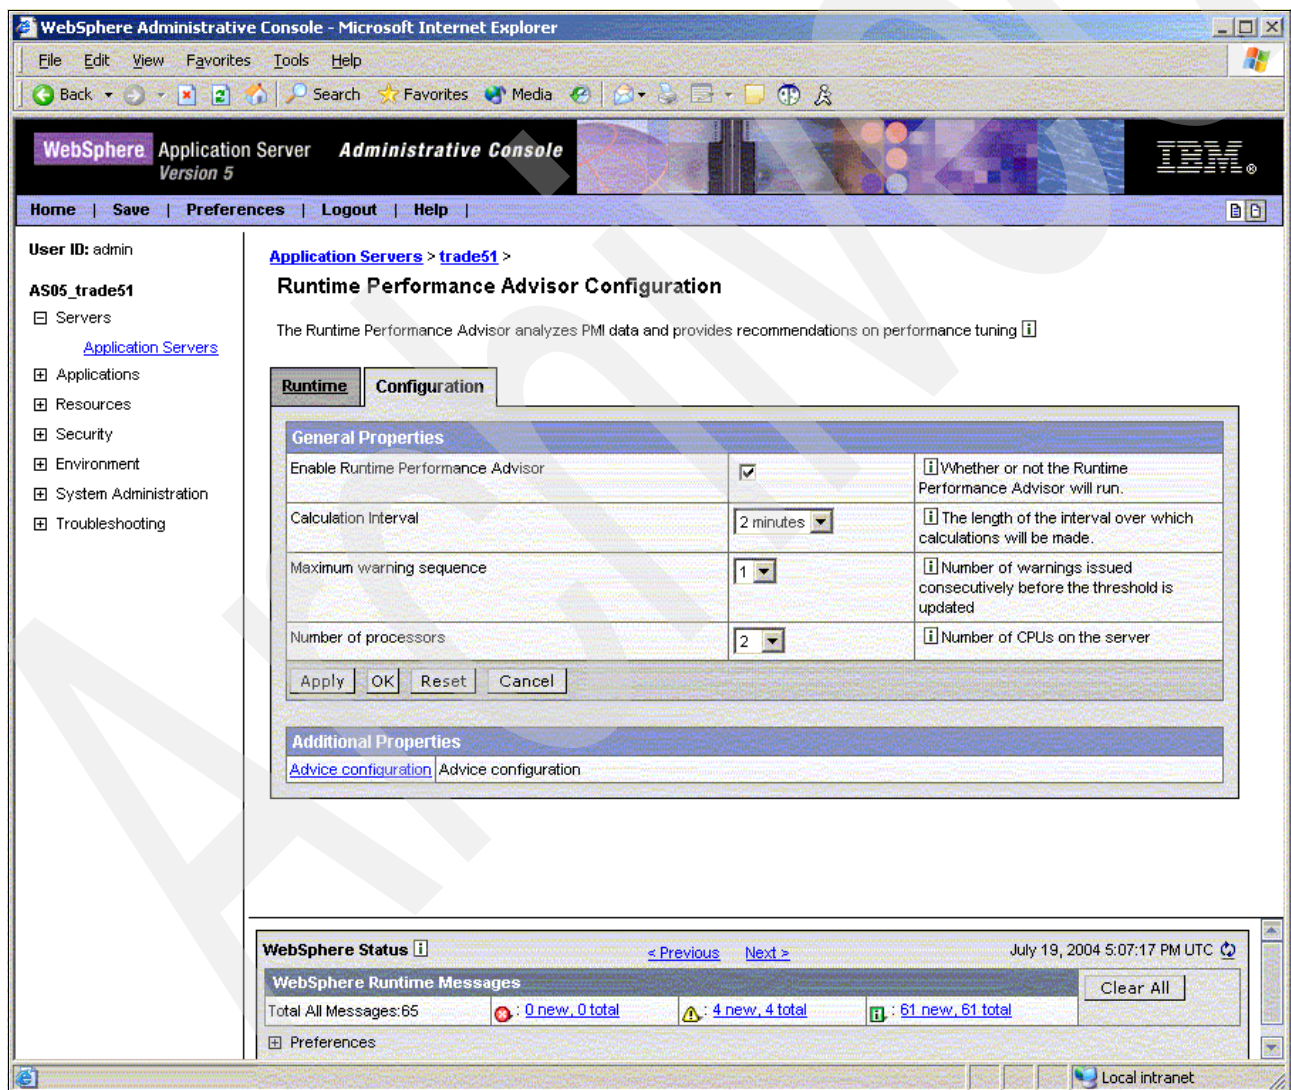 WebSphere Administrative Console - Microsoft Internet Explorer
File Edit View Favorites Tools Help
Back Search Favorites Media
WebSphere Application Server Administrative Console
Version 5
IBM®
Home | Save | Preferences | Logout | Help |
User ID: admin
AS05_trade51
Servers
Application Servers
Applications
Resources
Security
Environment
System Administration
Troubleshooting
Application Servers > trade51 >
Runtime Performance Advisor Configuration
The Runtime Performance Advisor analyzes PMI data and provides recommendations on performance tuning i
Runtime Configuration
General Properties
Enable Runtime Performance Advisor
i Whether or not the Runtime
Performance Advisor will run.
Calculation Interval 2 minutes
i The length of the interval over which
calculations will be made.
Maximum warning sequence 1
i Number of warnings issued
consecutively before the threshold is
updated
Number of processors 2 i Number of CPUs on the server
Apply OK Reset Cancel
Additional Properties
Advice configuration Advice configuration
WebSphere Status i < Previous Next > July 19, 2004 5:07:17 PM UTC
WebSphere Runtime Messages Clear All
Total All Messages:65 : 0 new, 0 total : 4 new, 4 total i : 61 new, 61 total
Preferences
Local intranet